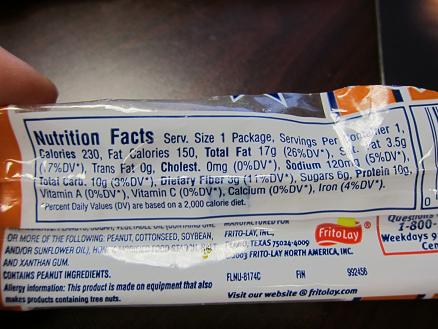 Nutrition Facts Serv. Size 1 Package, Servings Per Container 1,
Calories 230, Fat Calories 150, Total Fat 17g (26%DV*), Sat. Fat 3.5g
(17%DV*), Trans Fat 0g, Cholest. 0mg (0%DV*), Sodium 120mg (5%DV*),
Total Carb. 10g (3%DV*), Dietary Fiber 3g (11%DV*), Sugars 6g, Protein 10g,
Vitamin A (0%DV*), Vitamin C (0%DV*), Calcium (0%DV*), Iron (4%DV*).
*Percent Daily Values (DV) are based on a 2,000 calorie diet.
OR MORE OF THE FOLLOWING: PEANUT, COTTONSEED, SOYBEAN,
AND/OR SUNFLOWER OIL),
AND XANTHAN GUM.
CONTAINS PEANUT INGREDIENTS.
Allergy information: This product is made on equipment that also
makes products containing tree nuts.
MANUFACTURED FOR
FRITO-LAY, INC.,
TEXAS 75024-4009
©2003 FRITO-LAY NORTH AMERICA, INC.
FLNU-8174C FIN 992456
Visit our website @ fritolay.com
FritoLay
Questions
1-800-
Weekdays 9
Cen
0